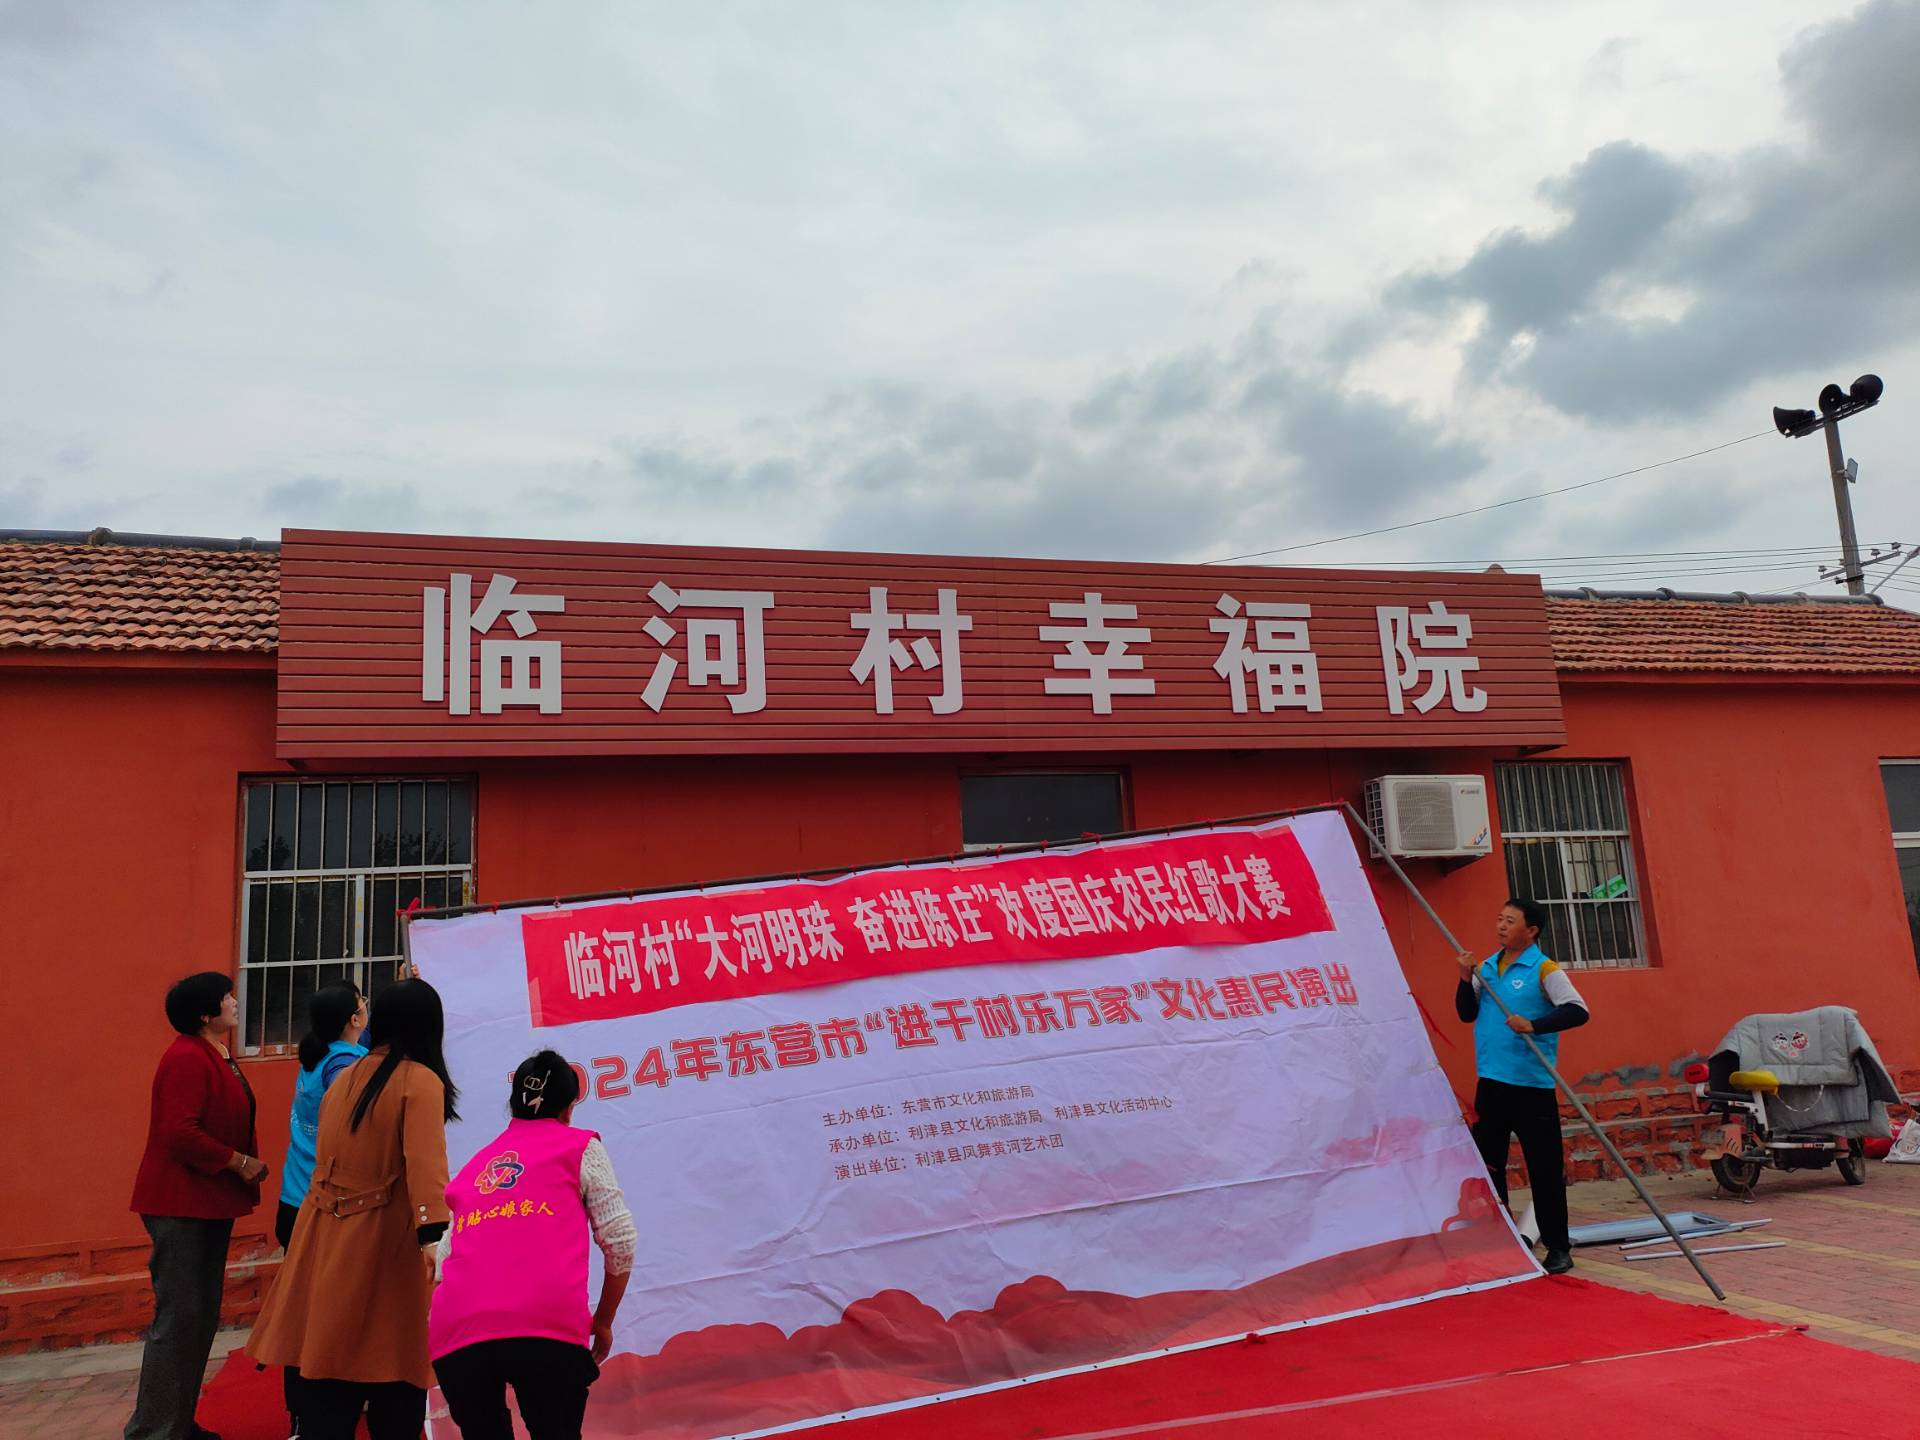 临河村幸福院
临河村“大河明珠 奋进陈庄”欢度国庆农民红歌大赛
2024年东营市“进千村乐万家”文化惠民演出
主办单位：东营市文化和旅游局
承办单位：利津县文化和旅游局 利津县文化活动中心
演出单位：利津县凤舞黄河艺术团
贴心娘家人